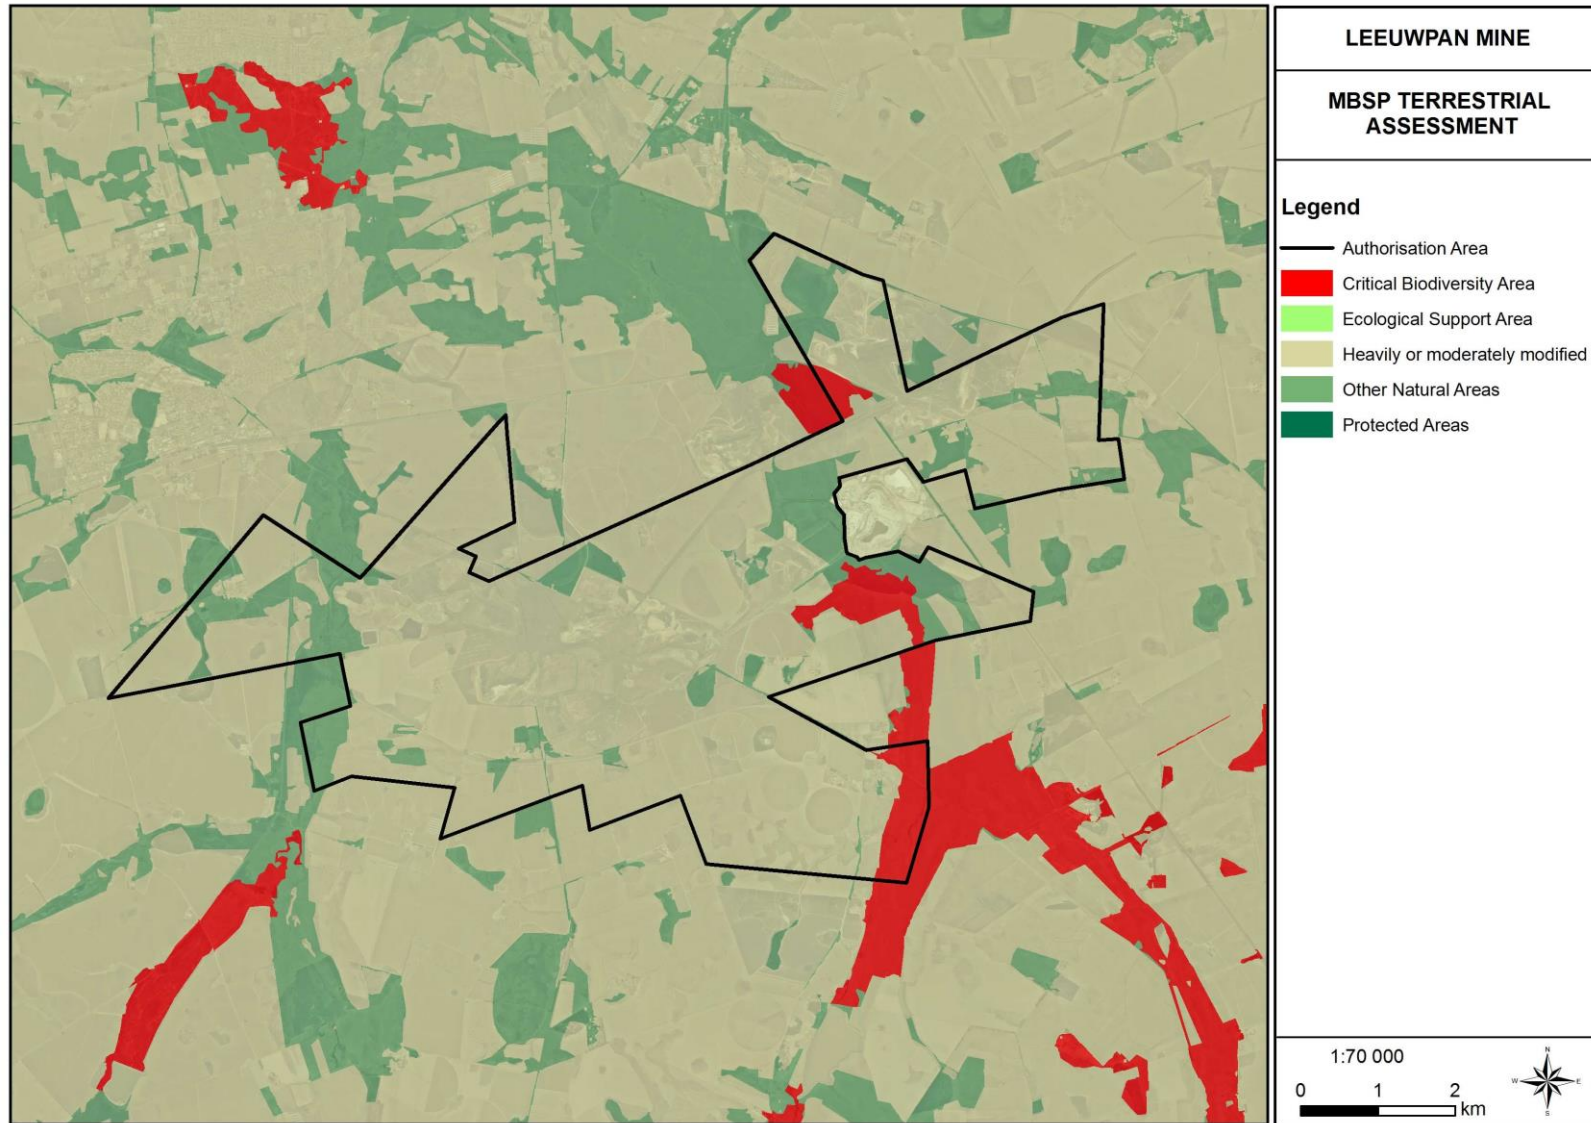 LEEUWPAN MINE
MBSP TERRESTRIAL
ASSESSMENT
Legend
Authorisation Area
Critical Biodiversity Area
Ecological Support Area
Heavily or moderately modified
Other Natural Areas
Protected Areas
1:70 000
0 1 2
km
N
W E
S